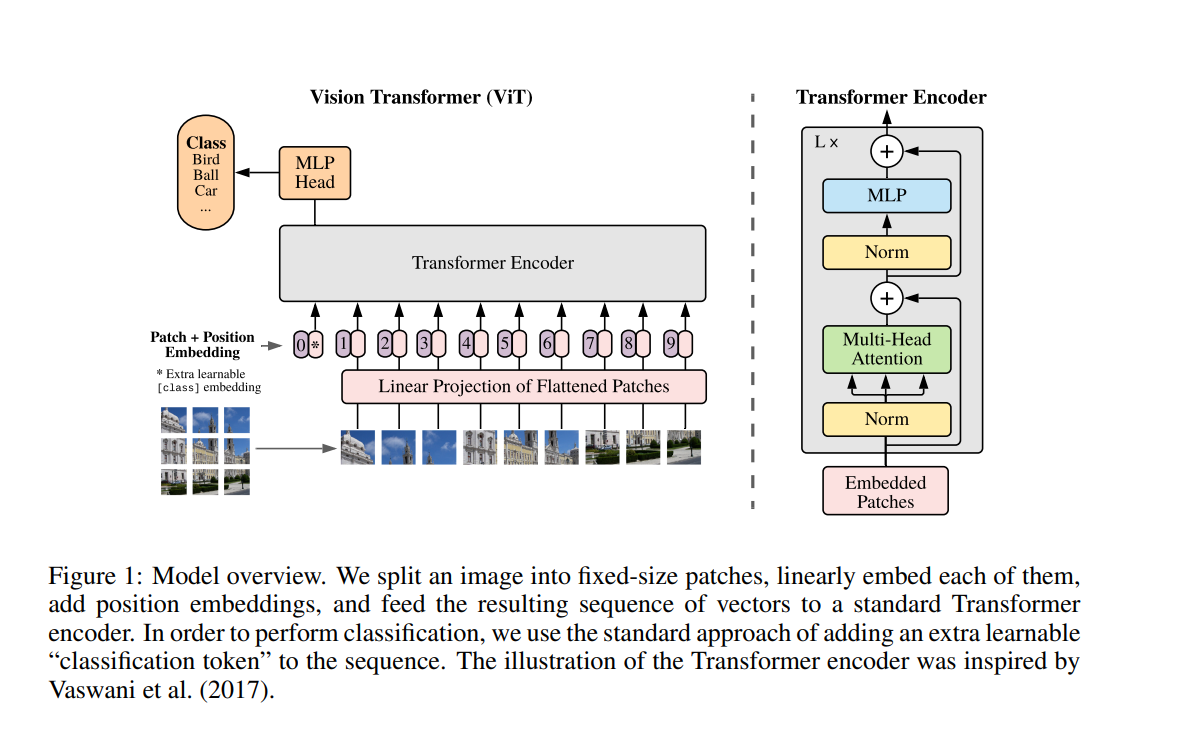 Vision Transformer (ViT)
Class
Bird
Ball
Car
...
MLP
Head
Transformer Encoder
Patch + Position
Embedding
* Extra learnable
[class] embedding
0 * 1 2 3 4 5 6 7 8 9
Linear Projection of Flattened Patches
Transformer Encoder
L x
+
MLP
Norm
+
Multi-Head
Attention
Norm
Embedded
Patches
Figure 1: Model overview. We split an image into fixed-size patches, linearly embed each of them,
add position embeddings, and feed the resulting sequence of vectors to a standard Transformer
encoder. In order to perform classification, we use the standard approach of adding an extra learnable
“classification token” to the sequence. The illustration of the Transformer encoder was inspired by
Vaswani et al. (2017).